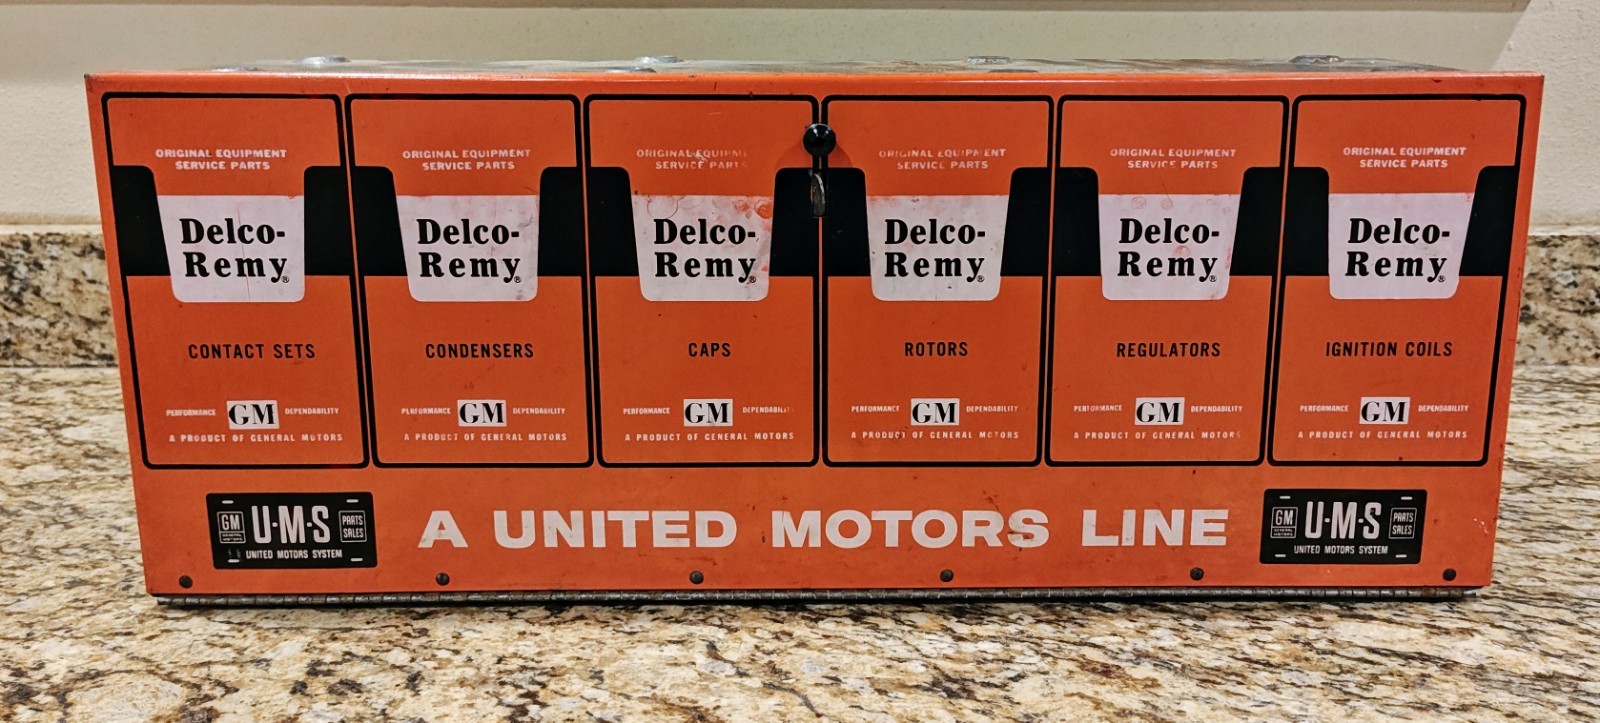 ORIGINAL EQUIPMENT
SERVICE PARTS
Delco-
Remy®
CONTACT SETS
PERFORMANCE GM DEPENDABILITY
A PRODUCT OF GENERAL MOTORS
ORIGINAL EQUIPMENT
SERVICE PARTS
Delco-
Remy®
CONDENSERS
PERFORMANCE GM DEPENDABILITY
A PRODUCT OF GENERAL MOTORS
ORIGINAL EQUIPMENT
SERVICE PARTS
Delco-
Remy®
CAPS
PERFORMANCE GM DEPENDABILITY
A PRODUCT OF GENERAL MOTORS
ORIGINAL EQUIPMENT
SERVICE PARTS
Delco-
Remy®
ROTORS
PERFORMANCE GM DEPENDABILITY
A PRODUCT OF GENERAL MOTORS
ORIGINAL EQUIPMENT
SERVICE PARTS
Delco-
Remy®
REGULATORS
PERFORMANCE GM DEPENDABILITY
A PRODUCT OF GENERAL MOTORS
ORIGINAL EQUIPMENT
SERVICE PARTS
Delco-
Remy®
IGNITION COILS
PERFORMANCE GM DEPENDABILITY
A PRODUCT OF GENERAL MOTORS
GM
GENERAL
MOTORS
U·M·S
PARTS
SALES
UNITED MOTORS SYSTEM
A UNITED MOTORS LINE
GM
GENERAL
MOTORS
U·M·S
PARTS
SALES
UNITED MOTORS SYSTEM